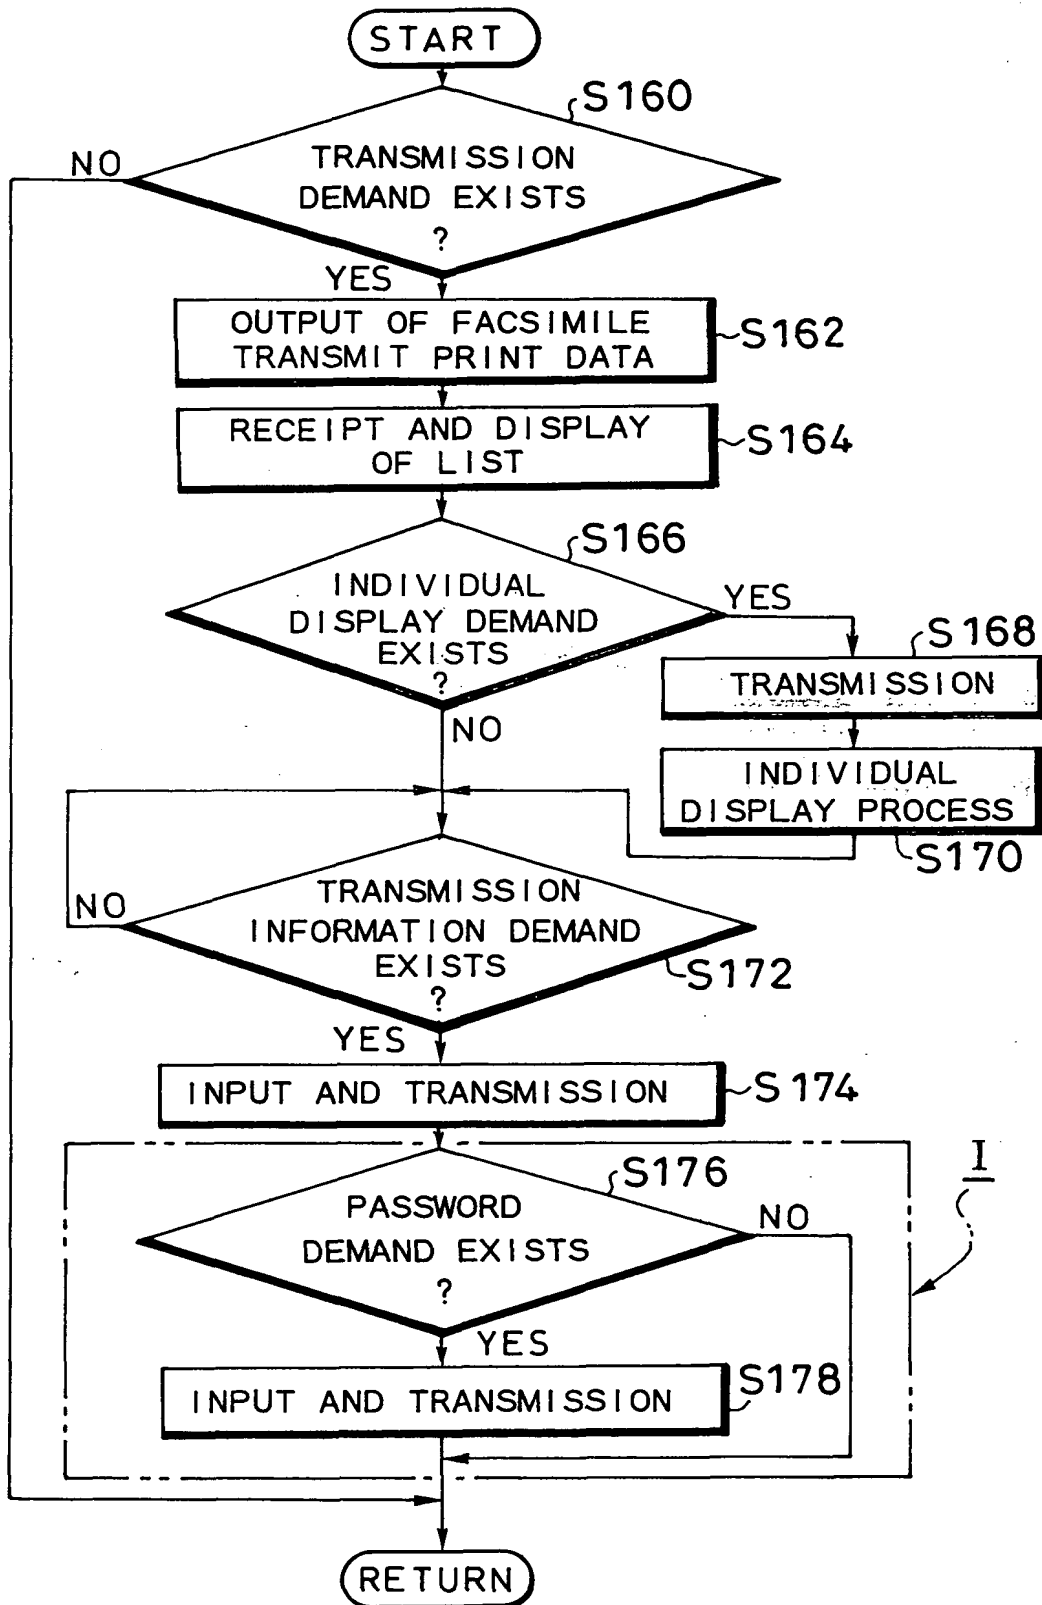 START
S160
NO
TRANSMISSION
DEMAND EXISTS
?
YES
OUTPUT OF FACSIMILE
TRANSMIT PRINT DATA
S162
RECEIPT AND DISPLAY
OF LIST
S164
S166
INDIVIDUAL
DISPLAY DEMAND
EXISTS
?
YES
S168
TRANSMISSION
NO
INDIVIDUAL
DISPLAY PROCESS
S170
TRANSMISSION
INFORMATION DEMAND
EXISTS
?
NO
S172
YES
INPUT AND TRANSMISSION
S174
I
S176
PASSWORD
DEMAND EXISTS
?
NO
YES
INPUT AND TRANSMISSION
S178
RETURN